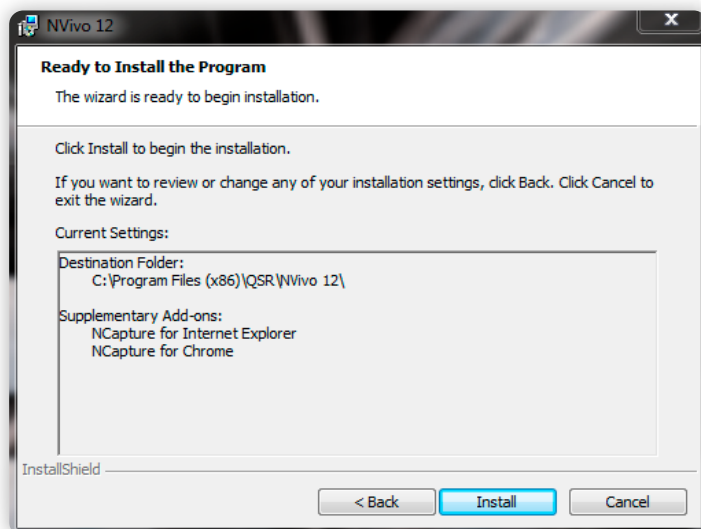 NVivo 12
Ready to Install the Program
The wizard is ready to begin installation.
Click Install to begin the installation.
If you want to review or change any of your installation settings, click Back. Click Cancel to
exit the wizard.
Current Settings:
Destination Folder:
C:\Program Files (x86)\QSR\NVivo 12\
Supplementary Add-ons:
NCapture for Internet Explorer
NCapture for Chrome
InstallShield
< Back
Install
Cancel